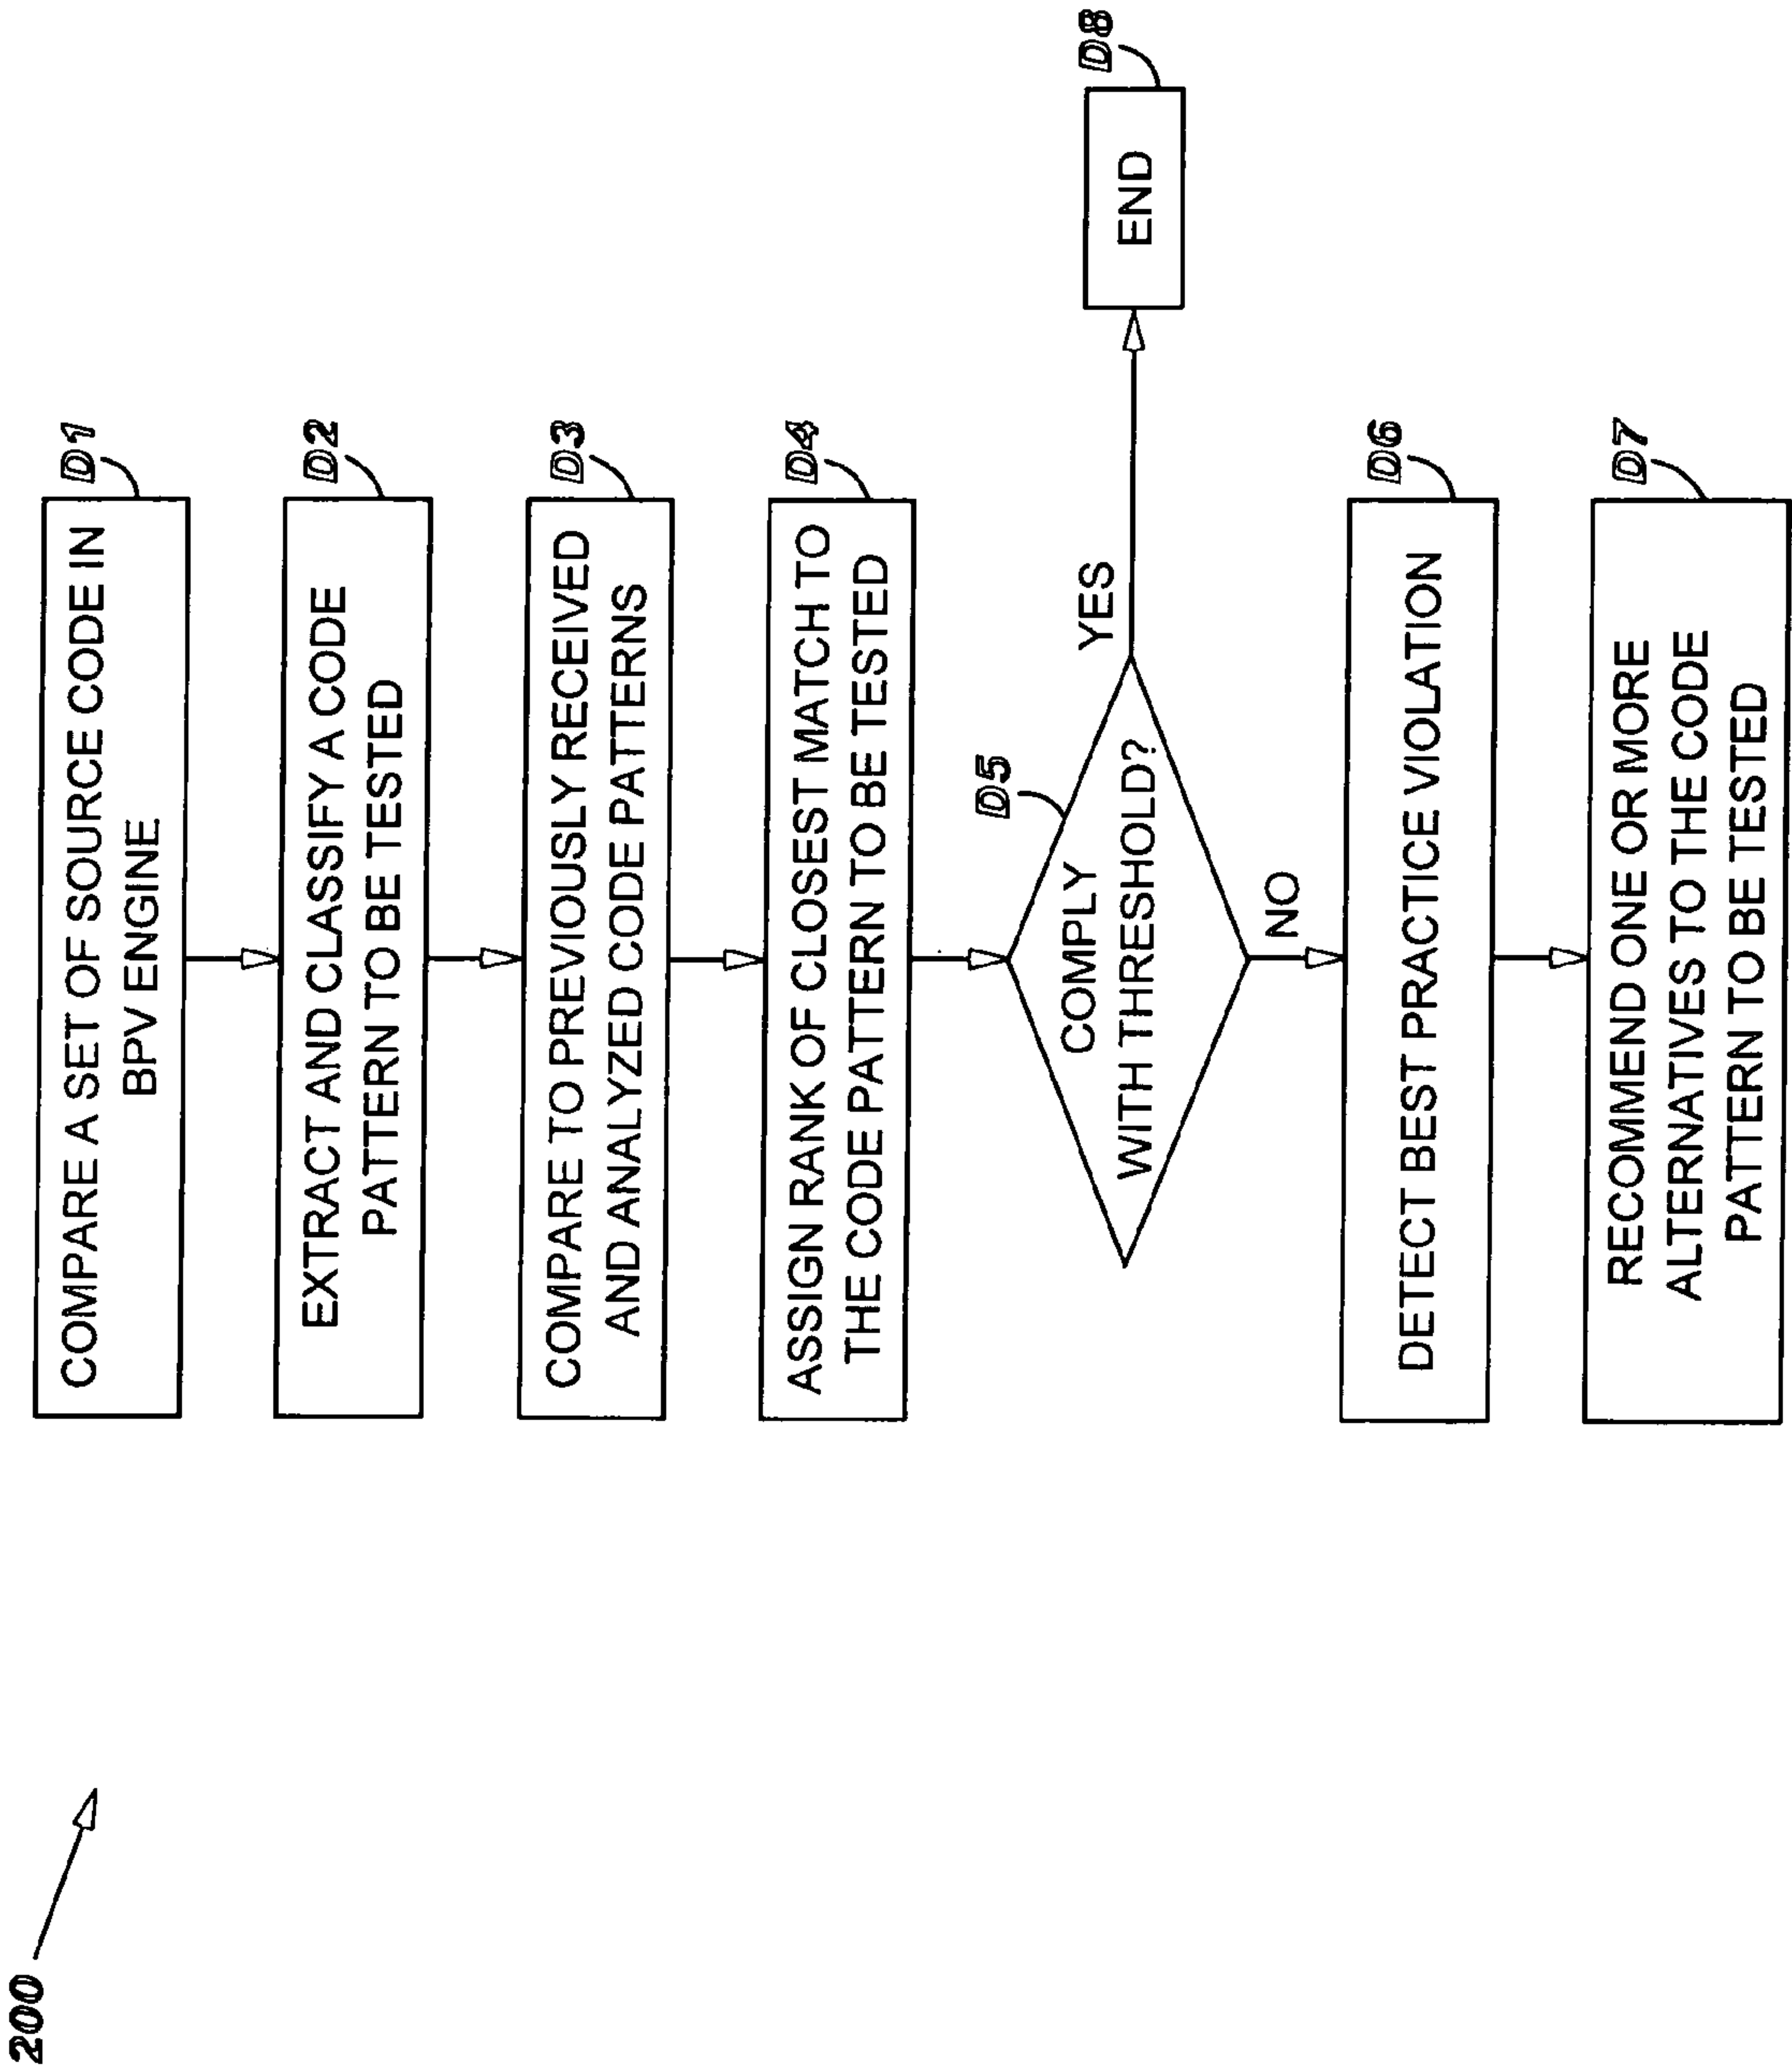 200
COMPARE A SET OF SOURCE CODE IN
BPV ENGINE
D1
EXTRACT AND CLASSIFY A CODE
PATTERN TO BE TESTED
D2
COMPARE TO PREVIOUSLY RECEIVED
AND ANALYZED CODE PATTERNS
D3
ASSIGN RANK OF CLOSEST MATCH TO
THE CODE PATTERN TO BE TESTED
D4
COMPLY
WITH THRESHOLD?
D5
YES
END
D8
NO
DETECT BEST PRACTICE VIOLATION
D6
RECOMMEND ONE OR MORE
ALTERNATIVES TO THE CODE
PATTERN TO BE TESTED
D7